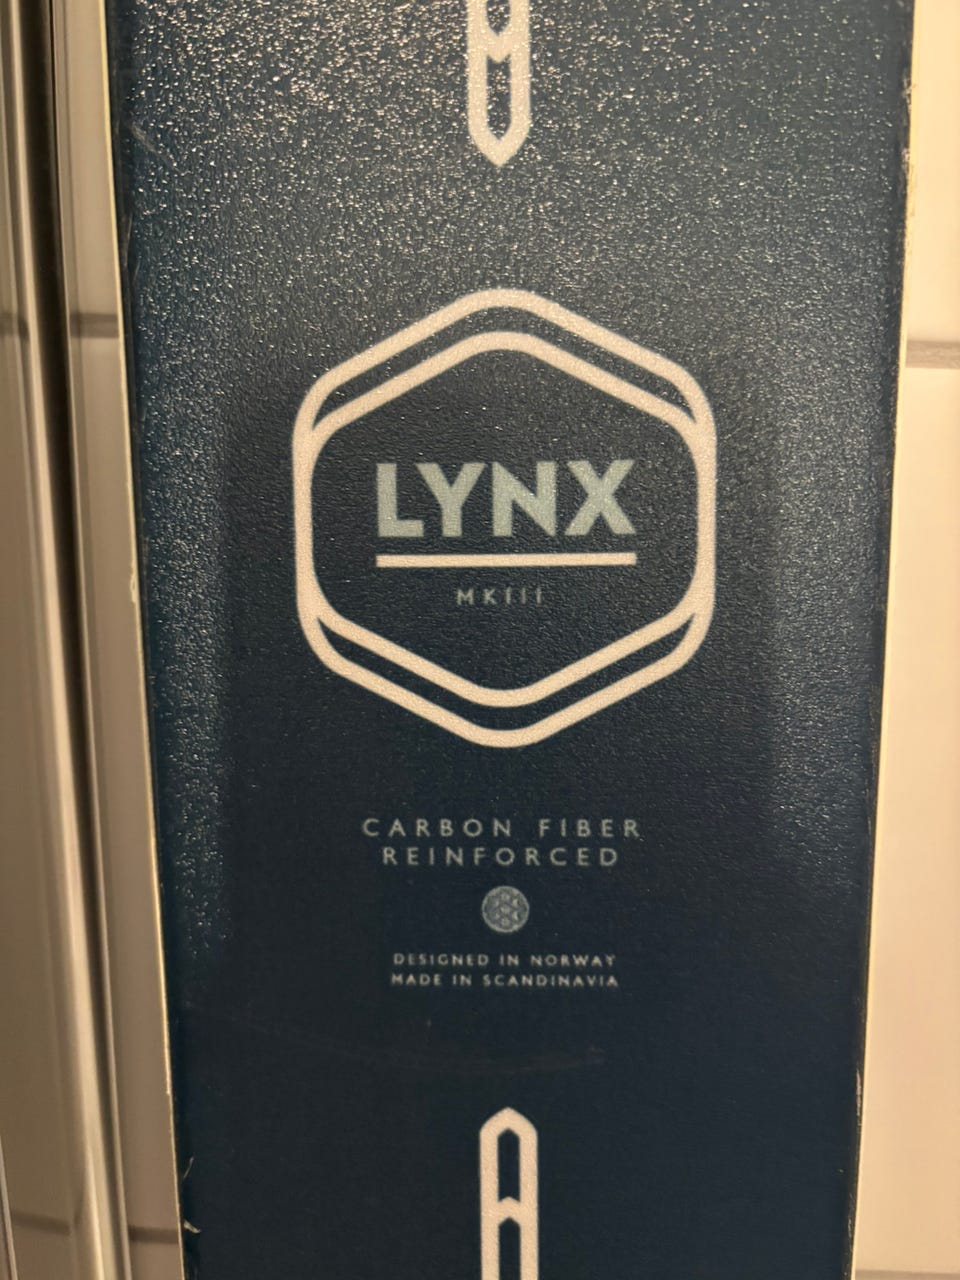 LYNX
MKIII
CARBON FIBER
REINFORCED
DESIGNED IN NORWAY
MADE IN SCANDINAVIA